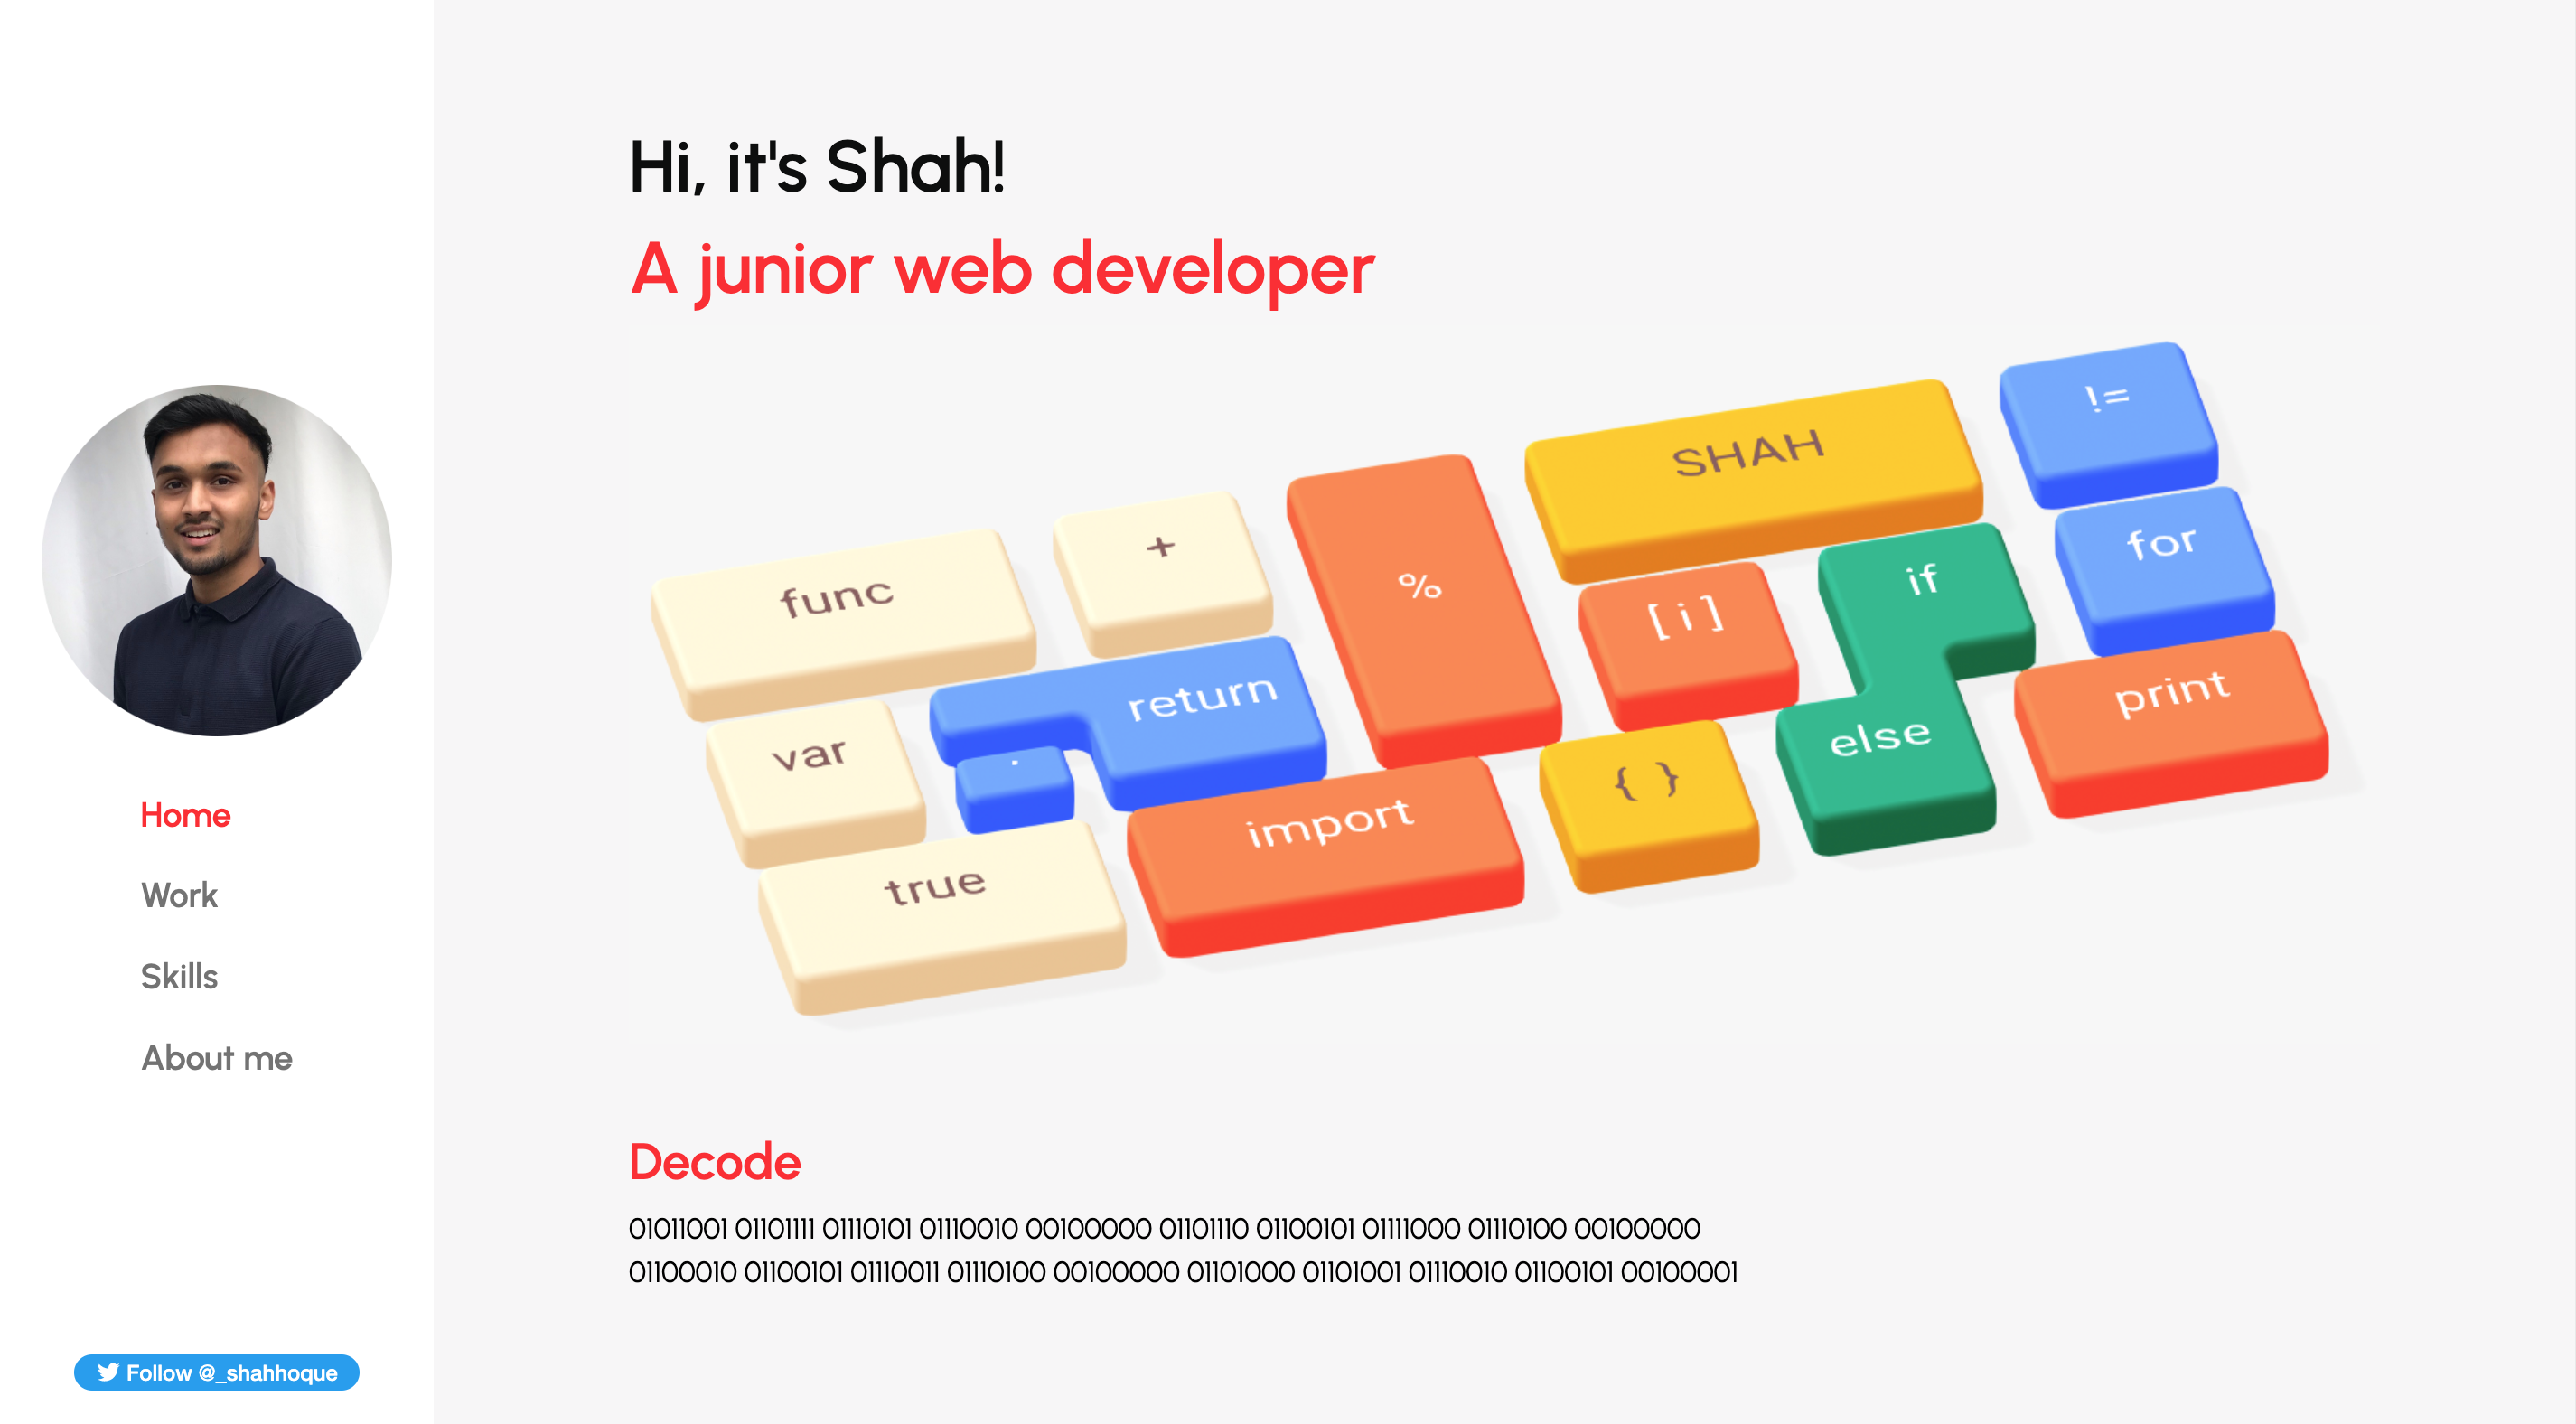 Hi, it's Shah!
A junior web developer
!=
SHAH
for
+
%
if
func
[ i ]
print
return
else
var
{ }
.
import
true
Home
Work
Skills
About me
Decode
01011001 01101111 01110101 01110010 00100000 01101110 01100101 01111000 01110100 00100000
01100010 01100101 01110011 01110100 00100000 01101000 01101001 01110010 01100101 00100001
Follow @_shahhoque